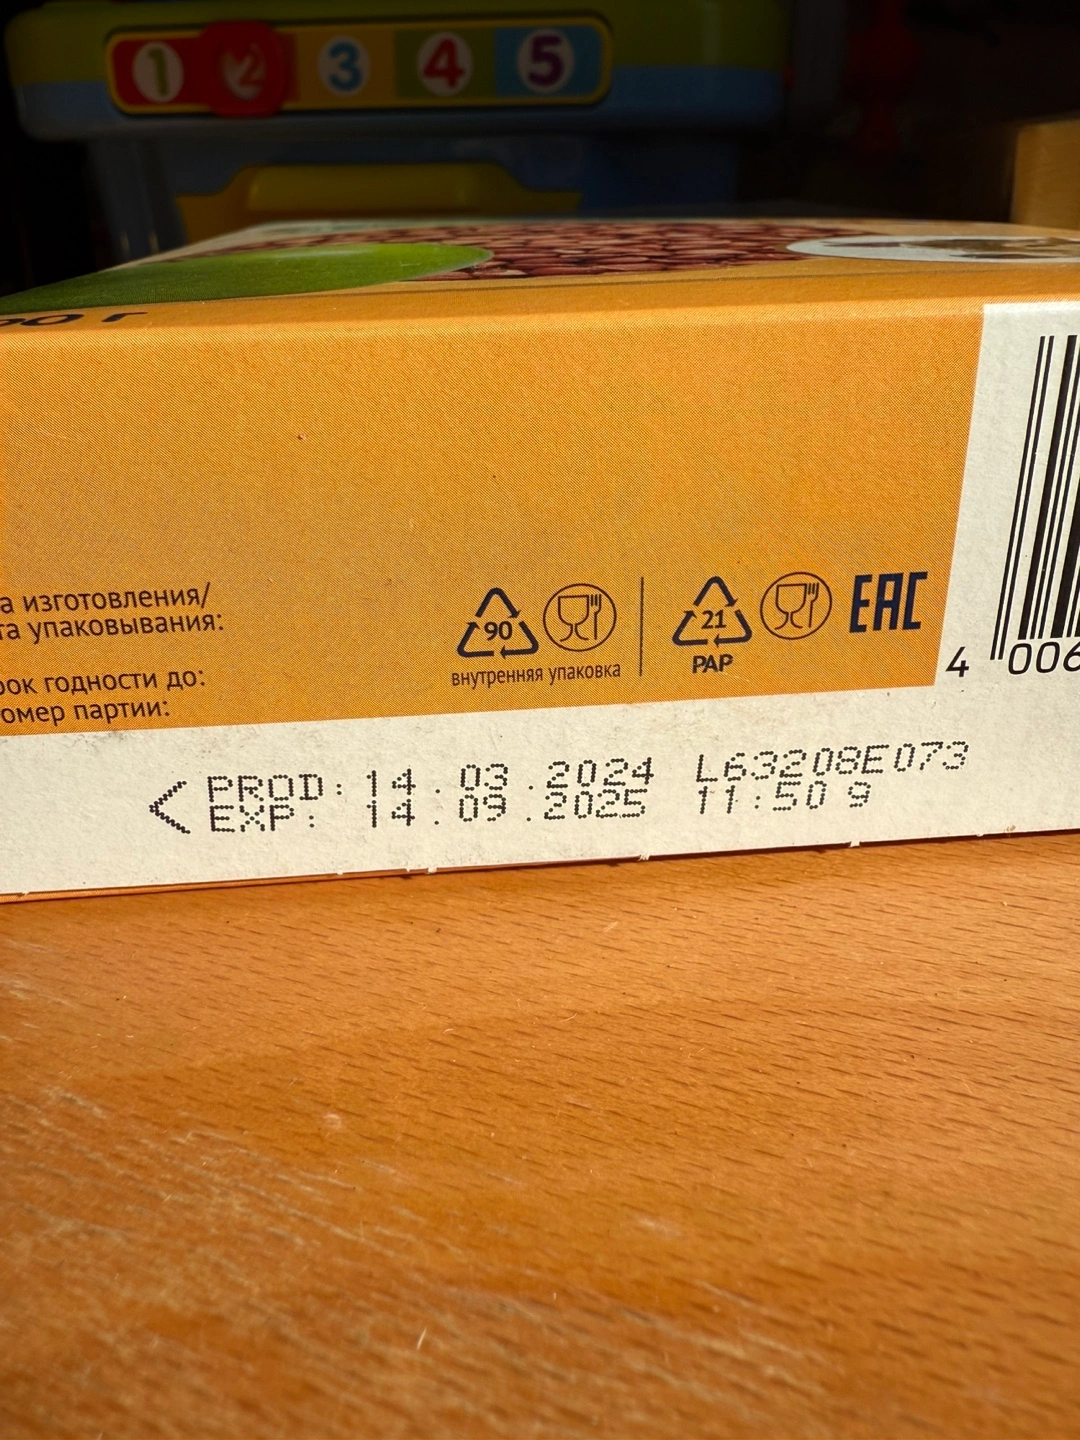 1 2 3 4 5
00 г
а изготовления/
та упаковывания:
рок годности до:
омер партии:
90
внутренняя упаковка
21
PAP
EAC
4 006
PROD: 14.03.2024 L63208E073
EXP: 14.09.2025 11:50 9